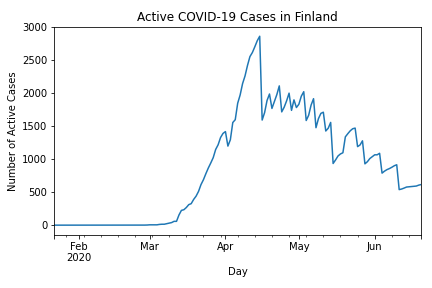 Active COVID-19 Cases in Finland
Number of Active Cases
3000
2500
2000
1500
1000
500
0
Feb
2020
Mar
Apr
May
Jun
Day